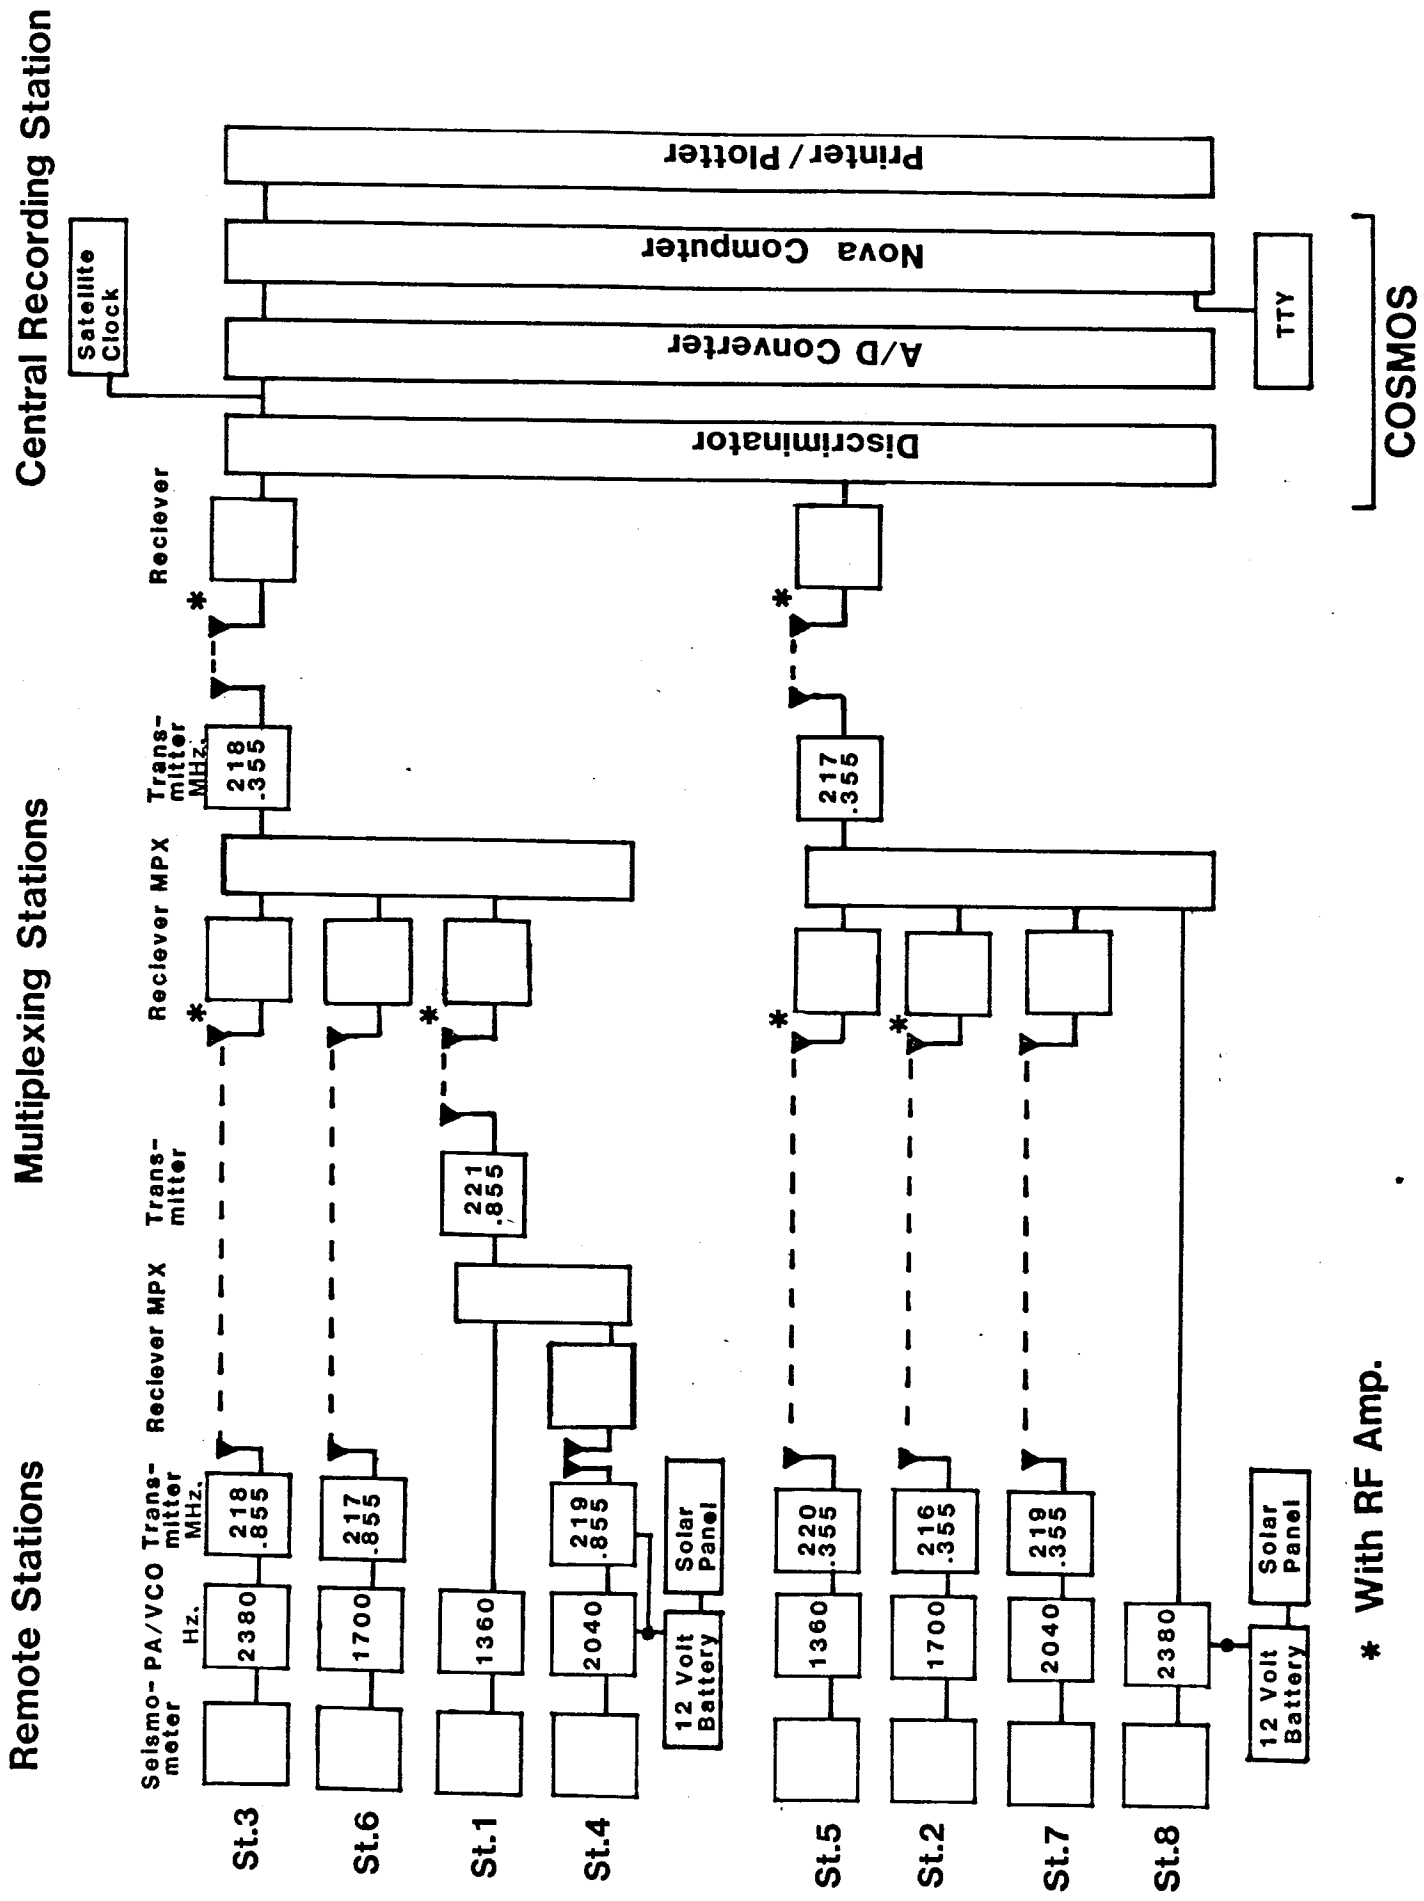 Remote Stations
Multiplexing Stations
Central Recording Station
Seismo-
meter
PA/VCO
Hz.
Trans-
mitter
MHz.
Reciever MPX
Trans-
mitter
Reciever MPX
Trans-
mitter
MHz.
Reciever
Satellite
Clock
St.3
2380
218
.855
*
218
.355
*
St.6
1700
217
.855
St.1
1360
221
.855
*
St.4
2040
219
.855
12 Volt
Battery
Solar
Panel
St.5
1360
220
.355
*
217
.355
*
St.2
1700
216
.355
*
St.7
2040
219
.355
St.8
2380
12 Volt
Battery
Solar
Panel
Discriminator
A/D Converter
Nova Computer
Printer/Plotter
TTY
COSMOS
* With RF Amp.